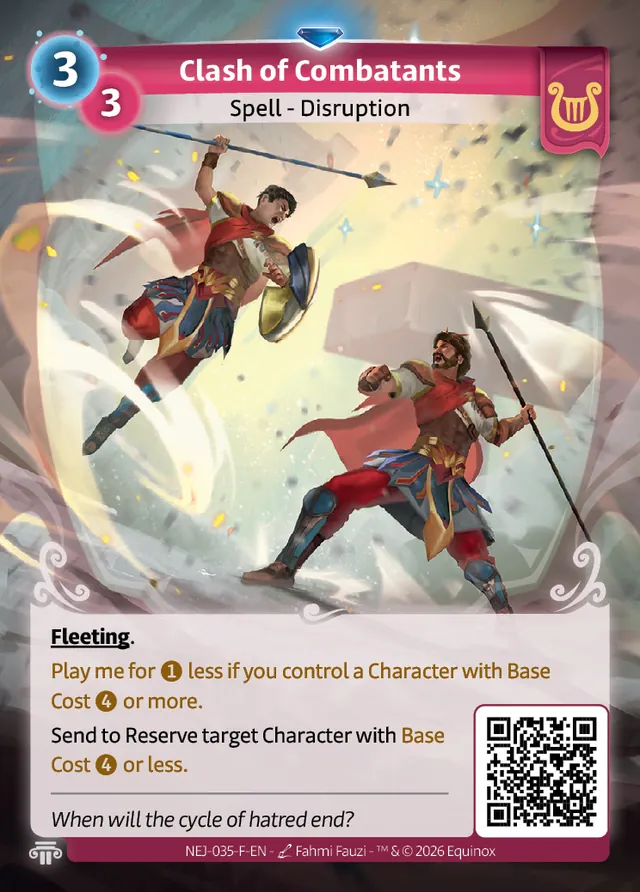 3
Clash of Combatants
3
Spell - Disruption
Fleeting.
Play me for 1 less if you control a Character with Base
Cost 4 or more.
Send to Reserve target Character with Base
Cost 4 or less.
When will the cycle of hatred end?
NEJ-035-F-EN - Fahmi Fauzi - ™ & © 2026 Equinox